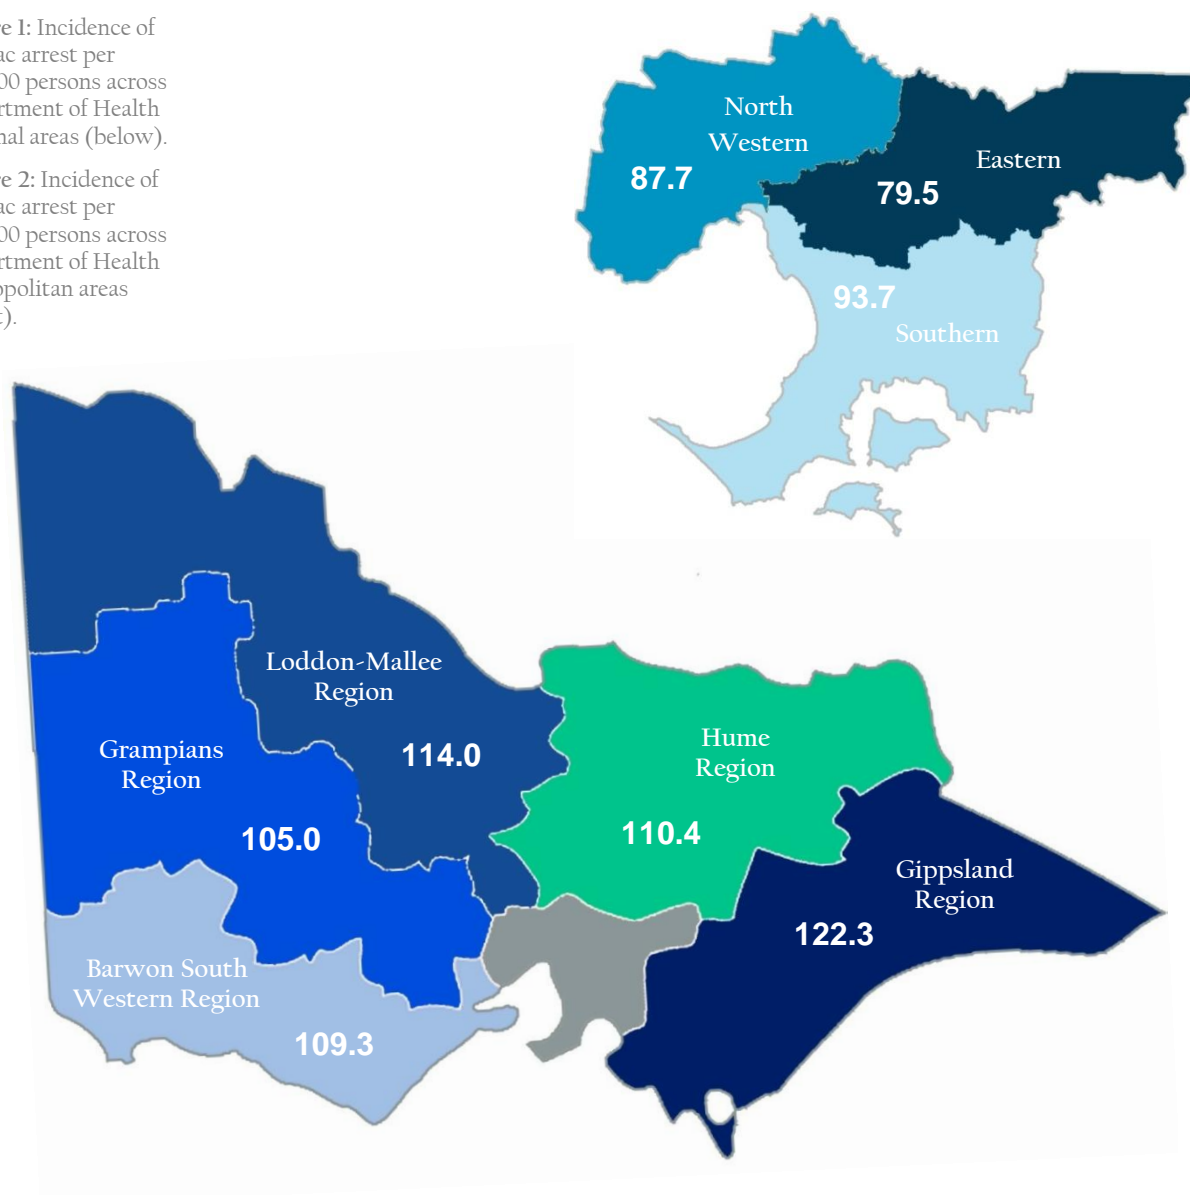 re 1: Incidence of
ac arrest per
00 persons across
rtment of Health
nal areas (below).
re 2: Incidence of
ac arrest per
00 persons across
rtment of Health
opolitan areas
t).
North
Western
87.7
Eastern
79.5
93.7
Southern
Loddon-Mallee
Region
114.0
Grampians
Region
105.0
Hume
Region
110.4
Gippsland
Region
122.3
Barwon South
Western Region
109.3